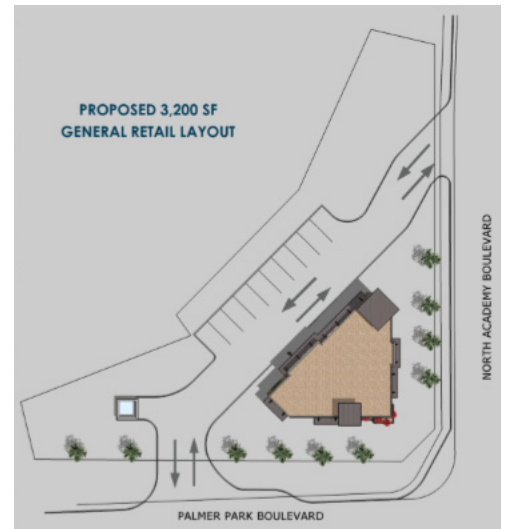 PROPOSED 3,200 SF
GENERAL RETAIL LAYOUT
NORTH ACADEMY BOULEVARD
PALMER PARK BOULEVARD